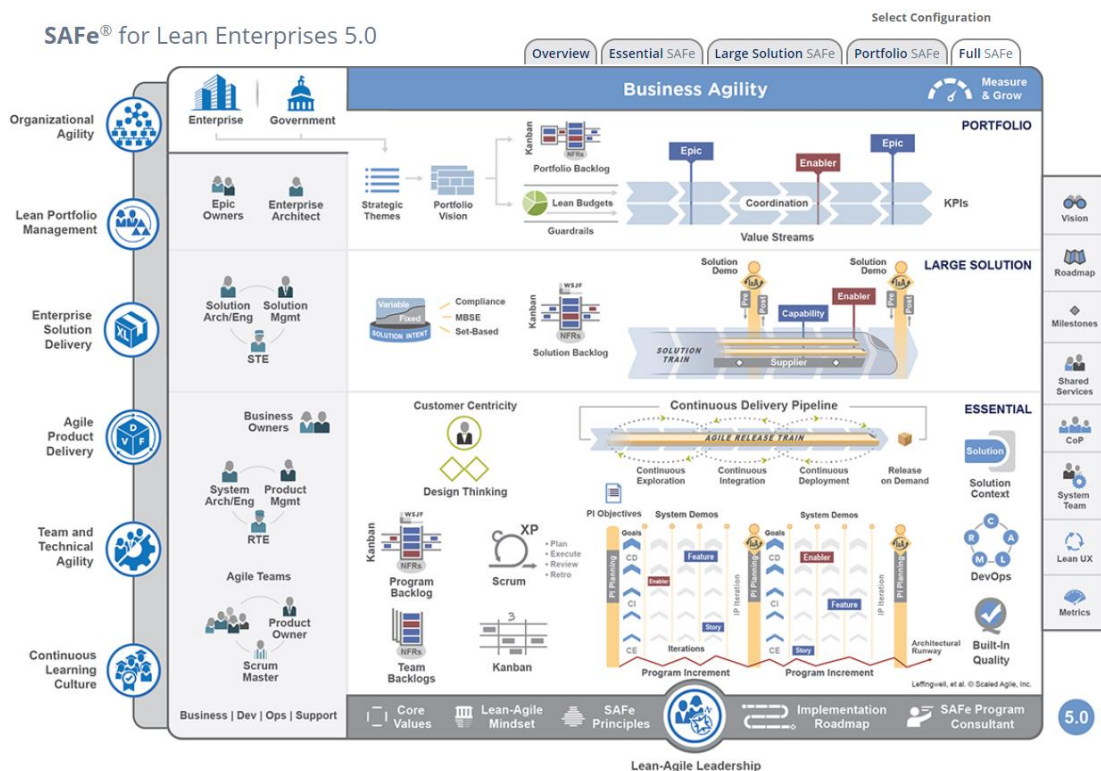 SAFe® for Lean Enterprises 5.0
Select Configuration
Overview
Essential SAFe
Large Solution SAFe
Portfolio SAFe
Full SAFe
Organizational
Agility
Lean Portfolio
Management
Enterprise
Solution
Delivery
XL
Agile
Product
Delivery
D
V
F
Team and
Technical
Agility
Continuous
Learning
Culture
Enterprise
Government
Business Agility
Measure
& Grow
PORTFOLIO
Epic
Owners
Enterprise
Architect
Strategic
Themes
Portfolio
Vision
Kanban
NFRs
Portfolio Backlog
Lean Budgets
Guardrails
Epic
Enabler
Epic
Coordination
KPIs
Value Streams
LARGE SOLUTION
Solution
Arch/Eng
Solution
Mgmt
STE
Variable
Fixed
SOLUTION INTENT
Compliance
MBSE
Set-Based
Kanban
WSJF
NFRs
Solution Backlog
Solution
Demo
I&A
Pre
Post
Capability
Enabler
Solution
Demo
I&A
Pre
Post
SOLUTION
TRAIN
Supplier
ESSENTIAL
Business
Owners
System
Arch/Eng
Product
Mgmt
RTE
Agile Teams
Product
Owner
Scrum
Master
Business | Dev | Ops | Support
Customer Centricity
Design Thinking
Continuous Delivery Pipeline
AGILE RELEASE TRAIN
Continuous
Exploration
Continuous
Integration
Continuous
Deployment
Release
on Demand
Solution
Solution
Context
Kanban
WSJF
NFRs
Program
Backlog
XP
• Plan
• Execute
• Review
• Retro
Scrum
NFRs
Team
Backlogs
3
Kanban
PI Objectives
System Demos
System Demos
PI Planning
Goals
CD
CI
CE
Enabler
Feature
Story
Iterations
IP Iteration
I&A
PI Planning
Goals
CD
CI
CE
Enabler
Feature
Story
IP Iteration
I&A
PI Planning
Program Increment
Program Increment
Architectural
Runway
C
A
L
M
R
DevOps
Built-In
Quality
Leffingwell, et al. © Scaled Agile, Inc.
Core
Values
Lean-Agile
Mindset
SAFe
Principles
Implementation
Roadmap
SAFe Program
Consultant
Lean-Agile Leadership
Vision
Roadmap
Milestones
Shared
Services
CoP
System
Team
Lean UX
Metrics
5.0